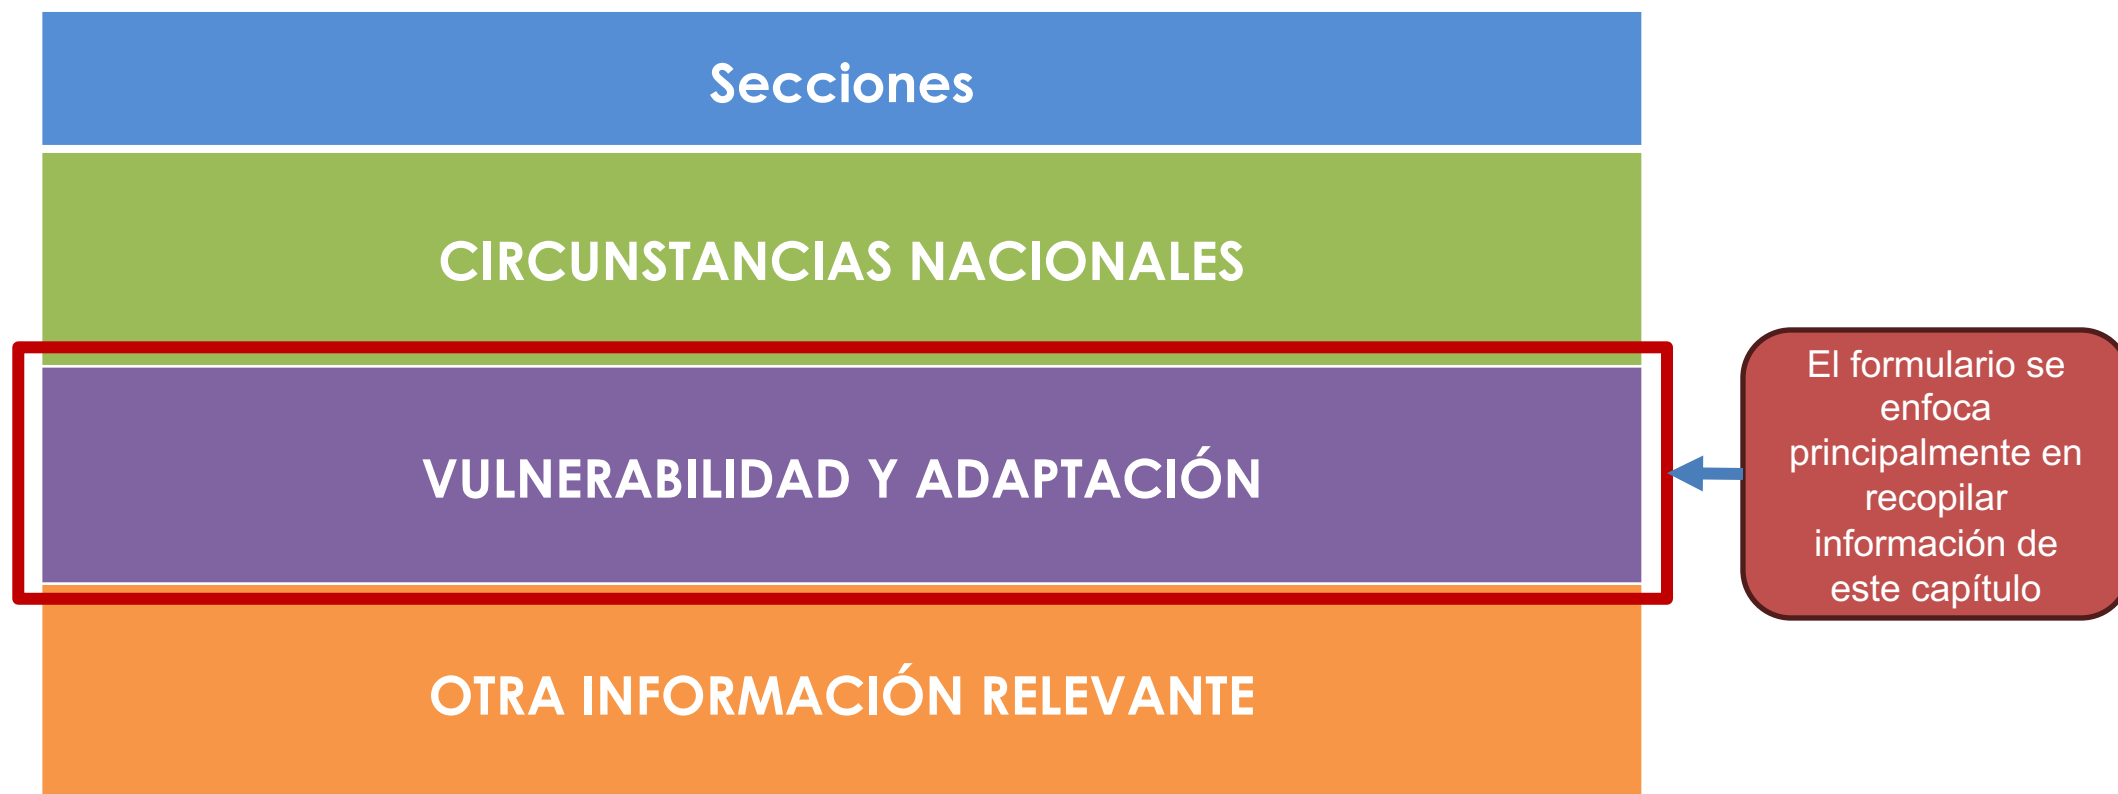 Secciones
CIRCUNSTANCIAS NACIONALES
VULNERABILIDAD Y ADAPTACIÓN
OTRA INFORMACIÓN RELEVANTE
El formulario se
enfoca
principalmente en
recopilar
información de
este capítulo